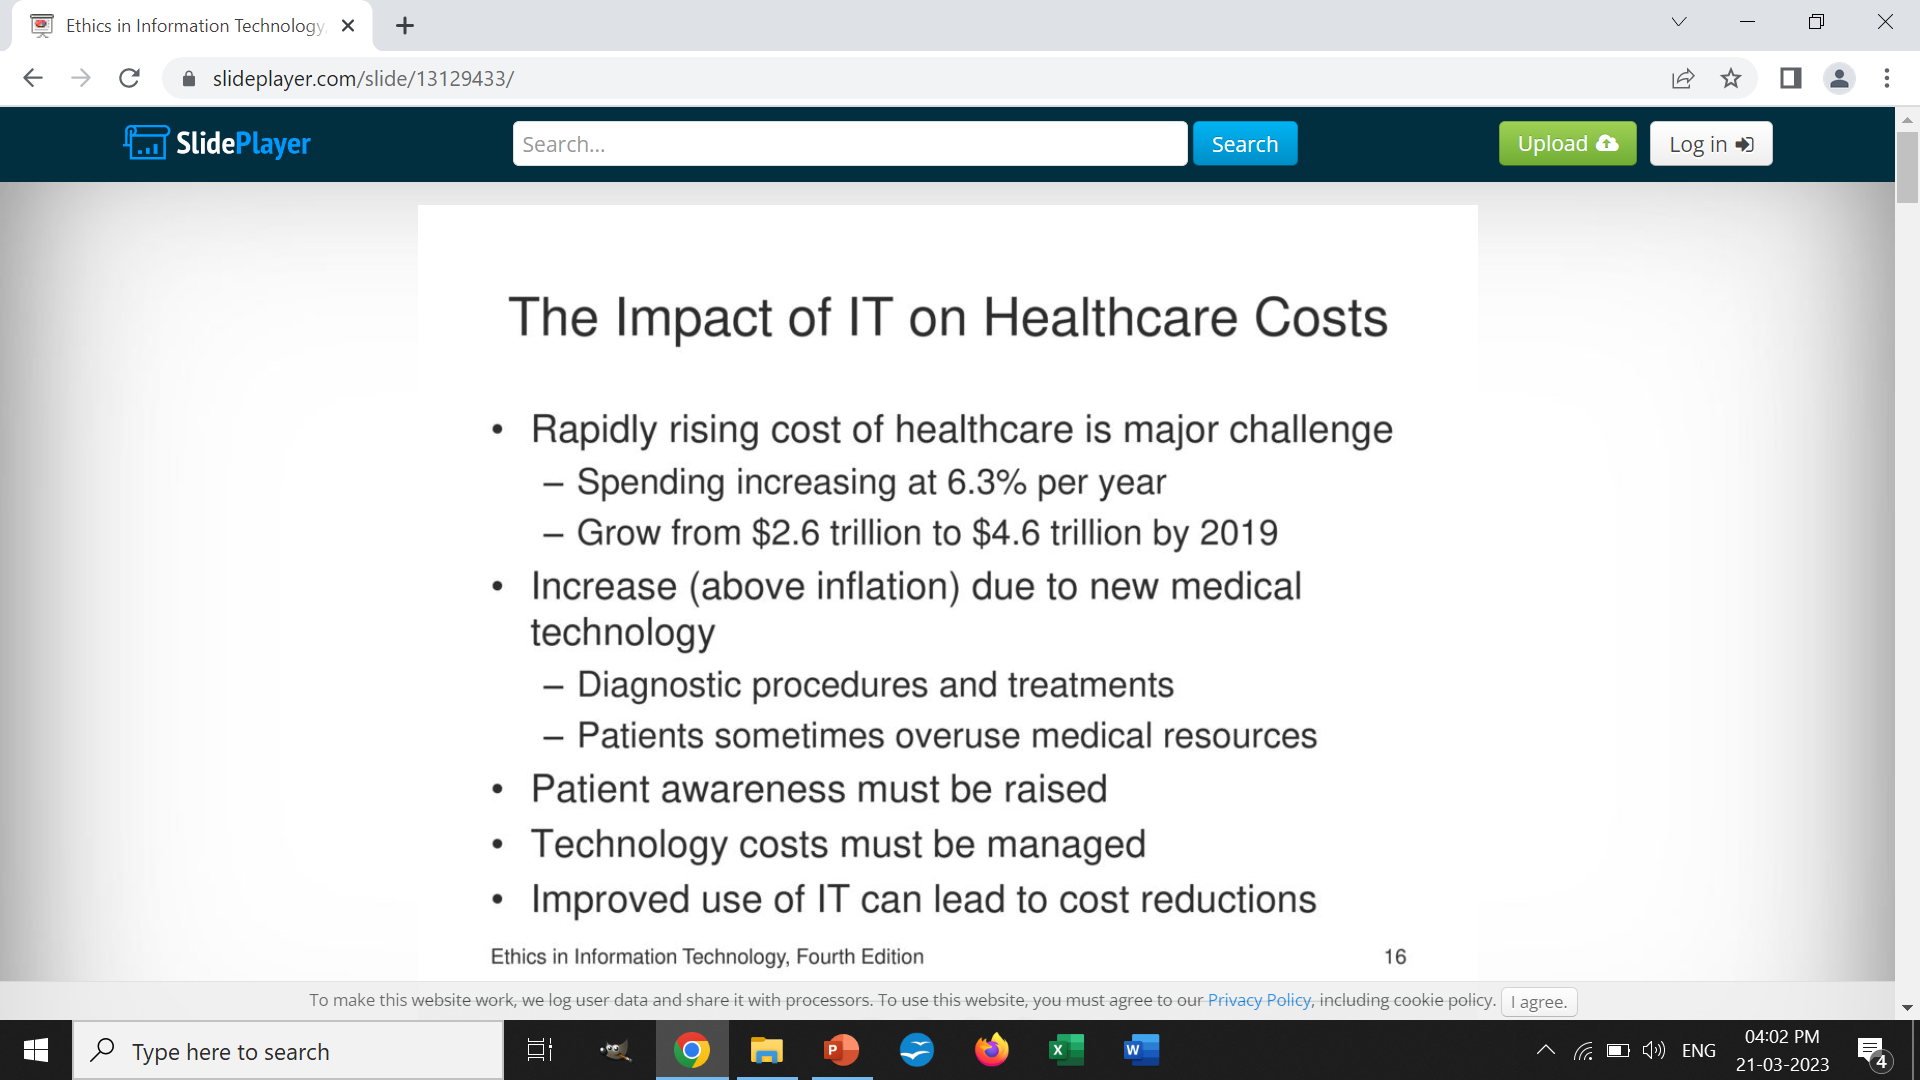 Ethics in Information Technology,
slideplayer.com/slide/13129433/
SlidePlayer
Search...
Search
Upload
Log in
The Impact of IT on Healthcare Costs
• Rapidly rising cost of healthcare is major challenge
– Spending increasing at 6.3% per year
– Grow from $2.6 trillion to $4.6 trillion by 2019
• Increase (above inflation) due to new medical
technology
– Diagnostic procedures and treatments
– Patients sometimes overuse medical resources
• Patient awareness must be raised
• Technology costs must be managed
• Improved use of IT can lead to cost reductions
Ethics in Information Technology, Fourth Edition
16
To make this website work, we log user data and share it with processors. To use this website, you must agree to our Privacy Policy, including cookie policy.
I agree.
Type here to search
P
X
W
ENG
04:02 PM
21-03-2023
4